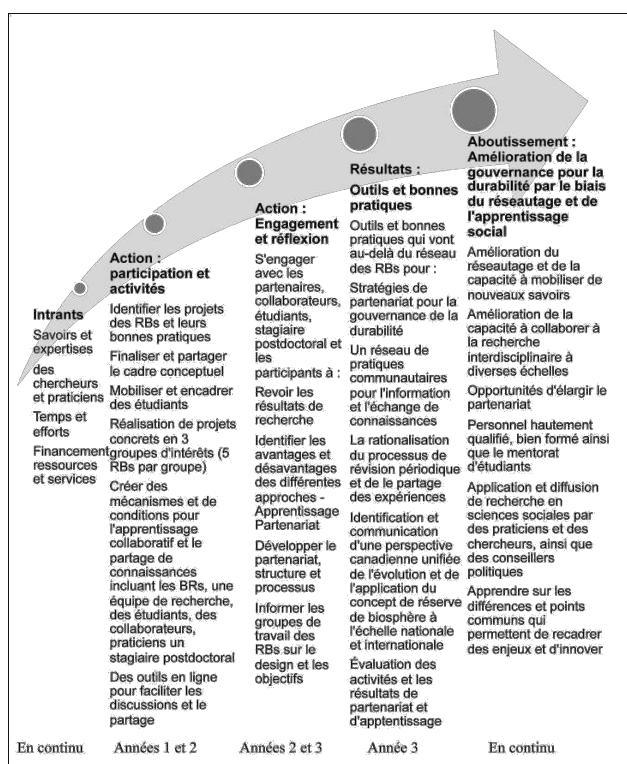 Intrants
Savoirs et
expertises
des
chercheurs
et praticiens
Temps et
efforts
Financement
ressources
et services
En continu
Action :
participation et
activités
Identifier les projets
des RBs et leurs
bonnes pratiques
Finaliser et partager
le cadre conceptuel
Mobiliser et encadrer
des étudiants
Réalisation de projets
concrets en 3
groupes d'intérêts (5
RBs par groupe)
Créer des
mécanismes et de
conditions pour
l'apprentissage
collaboratif et le
partage de
connaissances
incluant les BRs, une
équipe de recherche,
des étudiants, des
collaborateurs,
praticiens un
stagiaire postdoctoral
Des outils en ligne
pour faciliter les
discussions et le
partage
Années 1 et 2
Action :
Engagement
et réflexion
S'engager
avec les
partenaires,
collaborateurs,
étudiants,
stagiaire
postdoctoral et
les
participants à :
Revoir les
résultats de
recherche
Identifier les
avantages et
désavantages
des différentes
approches -
Apprentissage
Partenariat
Développer le
partenariat,
structure et
processus
Informer les
groupes de
travail des
RBs sur le
design et les
objectifs
Années 2 et 3
Résultats :
Outils et bonnes
pratiques
Outils et bonnes
pratiques qui vont
au-delà du réseau
des RBs pour :
Stratégies de
partenariat pour la
gouvernance de la
durabilité
Un réseau de
pratiques
communautaires
pour l'information
et l'échange de
connaissances
La rationalisation
du processus de
révision périodique
et de le partage
des expériences
Identification et
communication
d'une perspective
canadienne unifiée
de l'évolution et de
l'application du
concept de réserve
de biosphère à
l'échelle nationale
et internationale
Évaluation des
activités et les
résultats de
partenariat et
d'apptentissage
Année 3
Aboutissement :
Amélioration de la
gouvernance pour la
durabilité par le biais
du réseautage et de
l'apprentissage
social
Amélioration du
réseautage et de la
capacité à mobiliser de
nouveaux savoirs
Amélioration de la
capacité à collaborer à
la recherche
interdisciplinaire à
diverses échelles
Opportunités d'élargir le
partenariat
Personnel hautement
qualifié, bien formé ainsi
que le mentorat
d'étudiants
Application et diffusion
de recherche en
sciences sociales par
des praticiens et des
chercheurs, ainsi que
des conseillers
politiques
Apprendre sur les
différences et points
communs qui
permettent de recadrer
des enjeux et d'innover
En continu